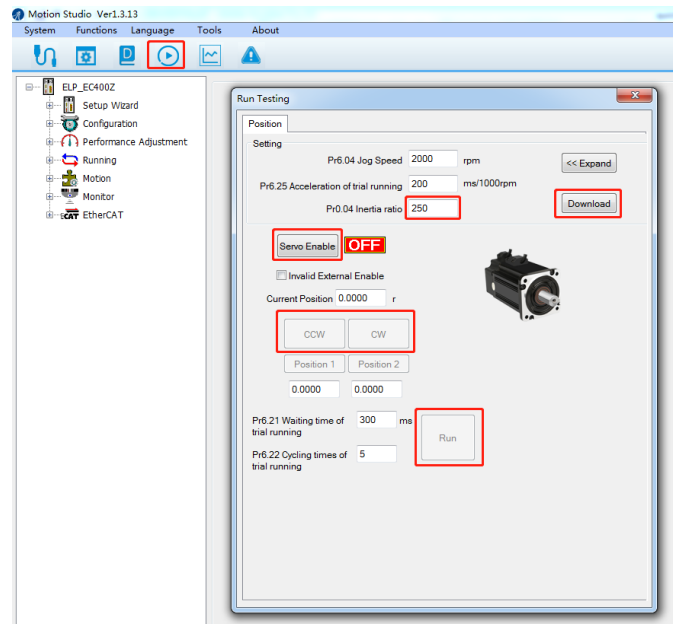 Motion Studio Ver1.3.13
System Functions Language Tools About
D
ELP_EC400Z
Setup Wizard
Configuration
Performance Adjustment
Running
Motion
Monitor
ECAT EtherCAT
Run Testing
Position
Setting
Pr6.04 Jog Speed 2000 rpm
<< Expand
Pr6.25 Acceleration of trial running 200 ms/1000rpm
Pr0.04 Inertia ratio 250
Download
Servo Enable OFF
Invalid External Enable
Current Position 0.0000 r
CCW CW
Position 1 Position 2
0.0000 0.0000
Pr6.21 Waiting time of 300 ms
trial running
Run
Pr6.22 Cycling times of 5
trial running